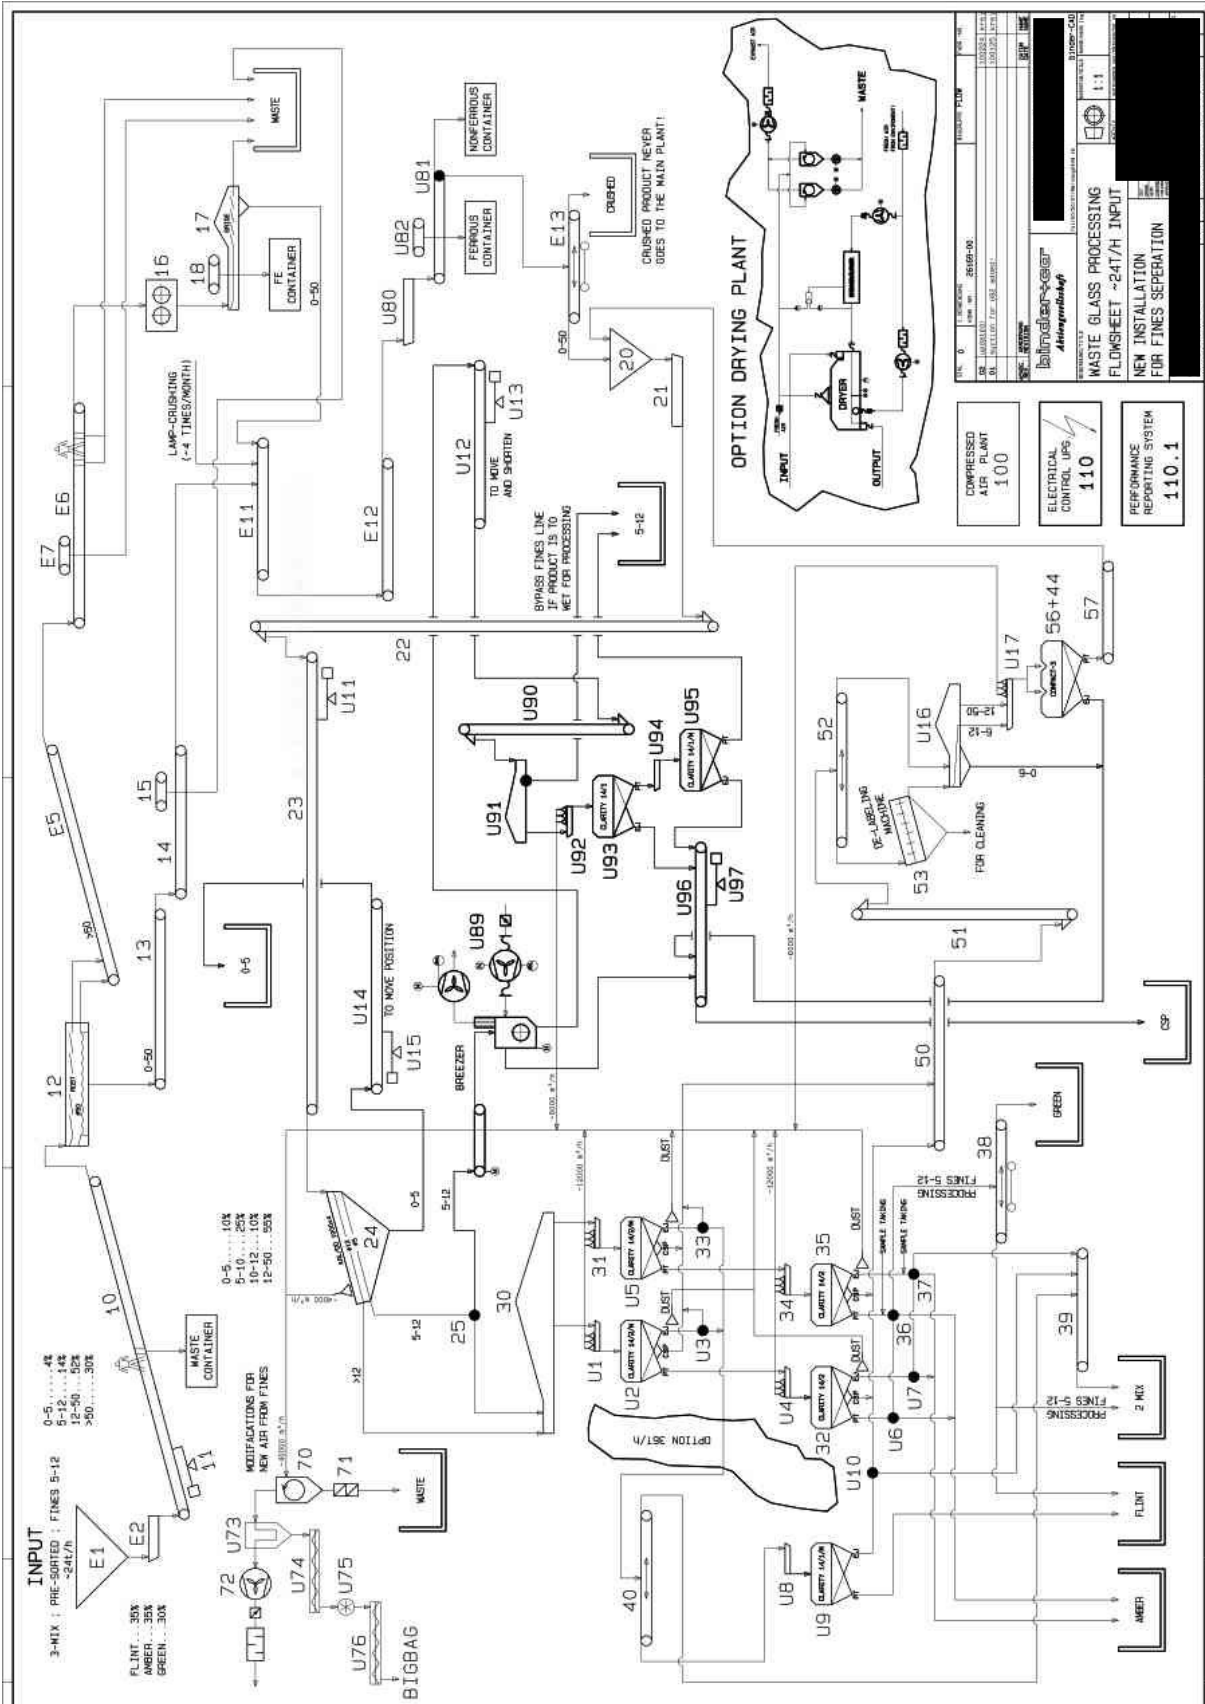 INPUT
3-MIX : PRE-SORTED : FINES 5-12
~24t/h
FLINT...35%
AMBER...35%
GREEN...30%
0-5.......4%
5-12.....14%
12-50....52%
>50......30%
E1
E2
10
11
WASTE
CONTAINER
12
>50
0-50
13
14
15
E5
E6
E7
16
17
18
FE
CONTAINER
0-50
WASTE
LAMP-CRUSHING
(~4 TIMES/MONTH)
E11
E12
U80
U82
U81
FERROUS
CONTAINER
NONFERROUS
CONTAINER
E13
0-50
CRUSHED
CRUSHED PRODUCT NEVER
GOES TO THE MAIN PLANT!
20
21
22
23
U11
U12
U13
TO MOVE
AND SHORTEN
0-5
U14
TO MOVE POSITION
U15
0-5......10%
5-10.....25%
10-12....10%
12-50....55%
24
0-5
5-12
>12
25
5-12
BREEZER
U89
U90
U91
U92
CLARITY
U93
U94
U95
U96
U97
BYPASS FINES LINE
IF PRODUCT IS TO
WET FOR PROCESSING
5-12
30
31
U1
U2
U5
U3
33
DUST
DUST
34
U4
35
32
DUST
DUST
36
37
U6
U7
SAMPLE TAKING
SAMPLE TAKING
PROCESSING
FINES 5-12
38
GREEN
39
PROCESSING
FINES 5-12
2 MIX
FLINT
AMBER
U10
U8
U9
40
OPTION 36T/h
MODIFACATIONS FOR
NEW AIR FROM FINES
70
71
WASTE
72
U73
U74
U75
U76
BIGBAG
50
51
52
DE-LABELING
MACHINE
53
FOR CLEANING
U16
5-12
12-50
0-5
U17
56+44
57
CSP
OPTION DRYING PLANT
INPUT
OUTPUT
DRYER
WASTE
EXHAUST AIR
COMPRESSED
AIR PLANT
100
ELECTRICAL
CONTROL UPG.
110
PERFORMANCE
REPORTING SYSTEM
110.1
binder+co
Aktiengesellschaft
Binder-CAD
1:1
WASTE GLASS PROCESSING
FLOWSHEET ~24T/H INPUT
NEW INSTALLATION
FOR FINES SEPERATION